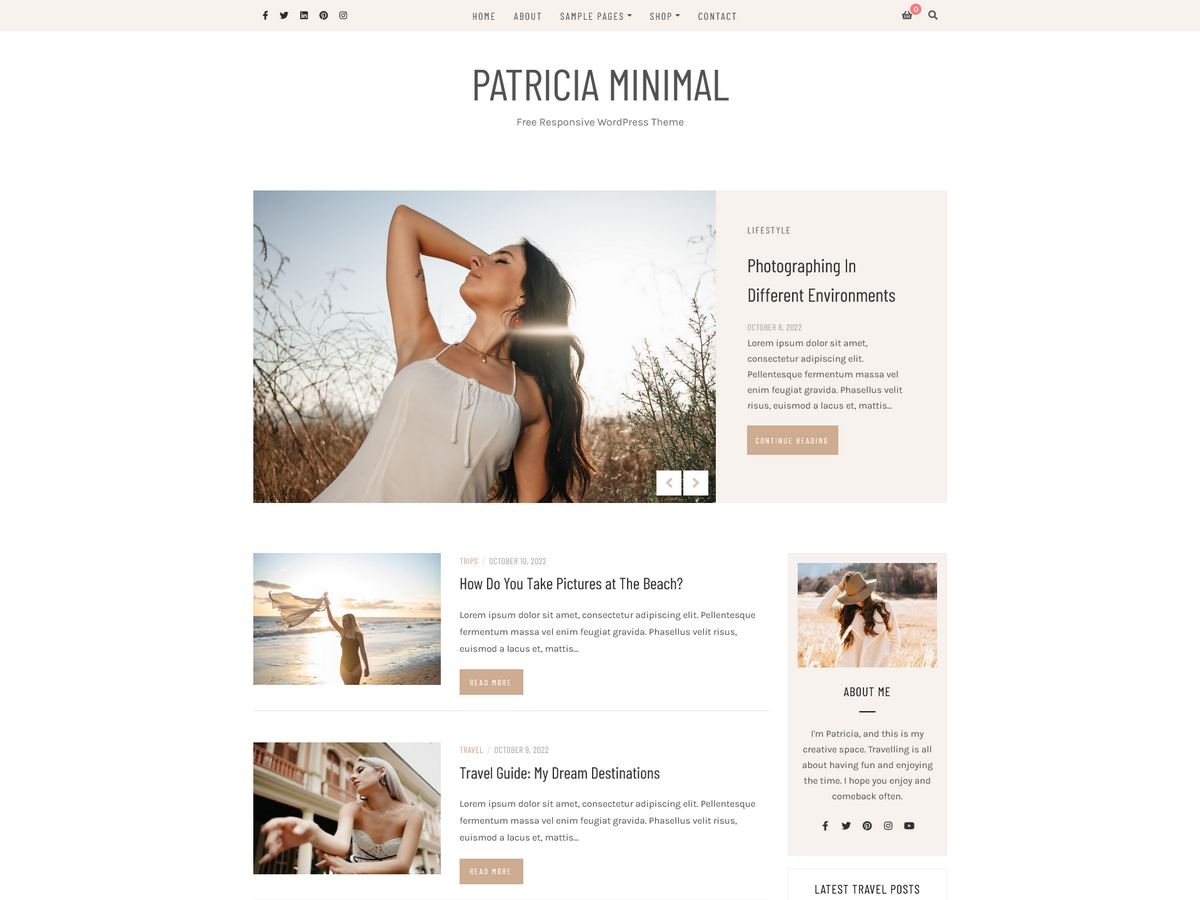 HOME ABOUT SAMPLE PAGES SHOP CONTACT 0
PATRICIA MINIMAL
Free Responsive WordPress Theme
LIFESTYLE
Photographing In
Different Environments
OCTOBER 8, 2022
Lorem ipsum dolor sit amet,
consectetur adipiscing elit.
Pellentesque fermentum massa vel
enim feugiat gravida. Phasellus velit
risus, euismod a lacus et, mattis...
CONTINUE READING
TRIPS / OCTOBER 10, 2022
How Do You Take Pictures at The Beach?
Lorem ipsum dolor sit amet, consectetur adipiscing elit. Pellentesque
fermentum massa vel enim feugiat gravida. Phasellus velit risus,
euismod a lacus et, mattis...
READ MORE
TRAVEL / OCTOBER 9, 2022
Travel Guide: My Dream Destinations
Lorem ipsum dolor sit amet, consectetur adipiscing elit. Pellentesque
fermentum massa vel enim feugiat gravida. Phasellus velit risus,
euismod a lacus et, mattis...
READ MORE
ABOUT ME
I'm Patricia, and this is my
creative space. Travelling is all
about having fun and enjoying
the time. I hope you enjoy and
comeback often.
LATEST TRAVEL POSTS